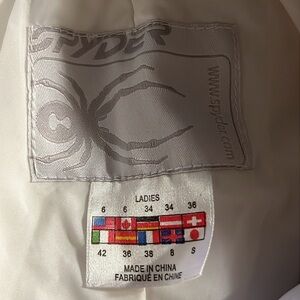 SPYDER
www.spyder.com
LADIES
6 6 34 34 36
42 36 38 8 S
MADE IN CHINA
FABRIQUÉ EN CHINE